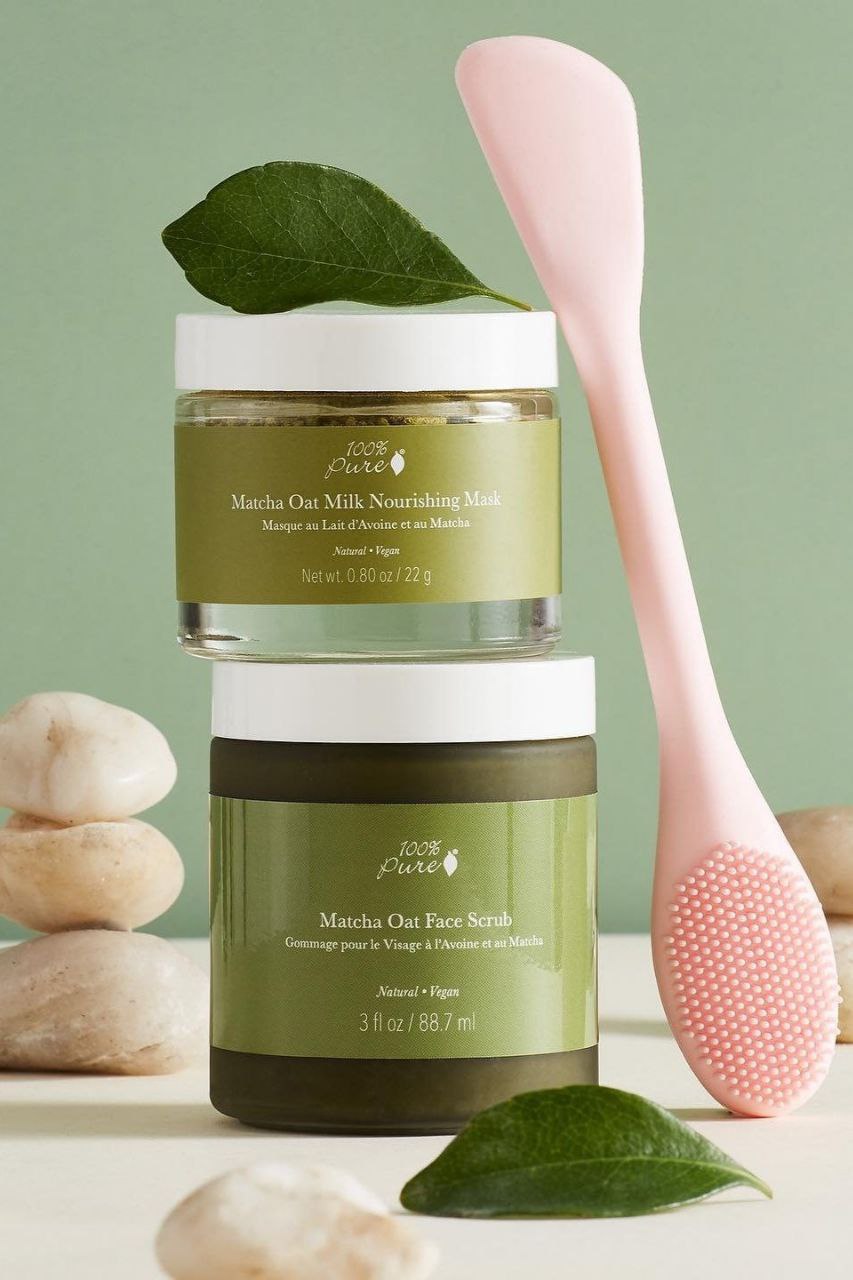 100%
Pure
Matcha Oat Milk Nourishing Mask
Masque au Lait d'Avoine et au Matcha
Natural • Vegan
Net wt. 0.80 oz / 22 g
100%
Pure
Matcha Oat Face Scrub
Gommage pour le Visage à l'Avoine et au Matcha
Natural • Vegan
3 fl oz / 88.7 ml